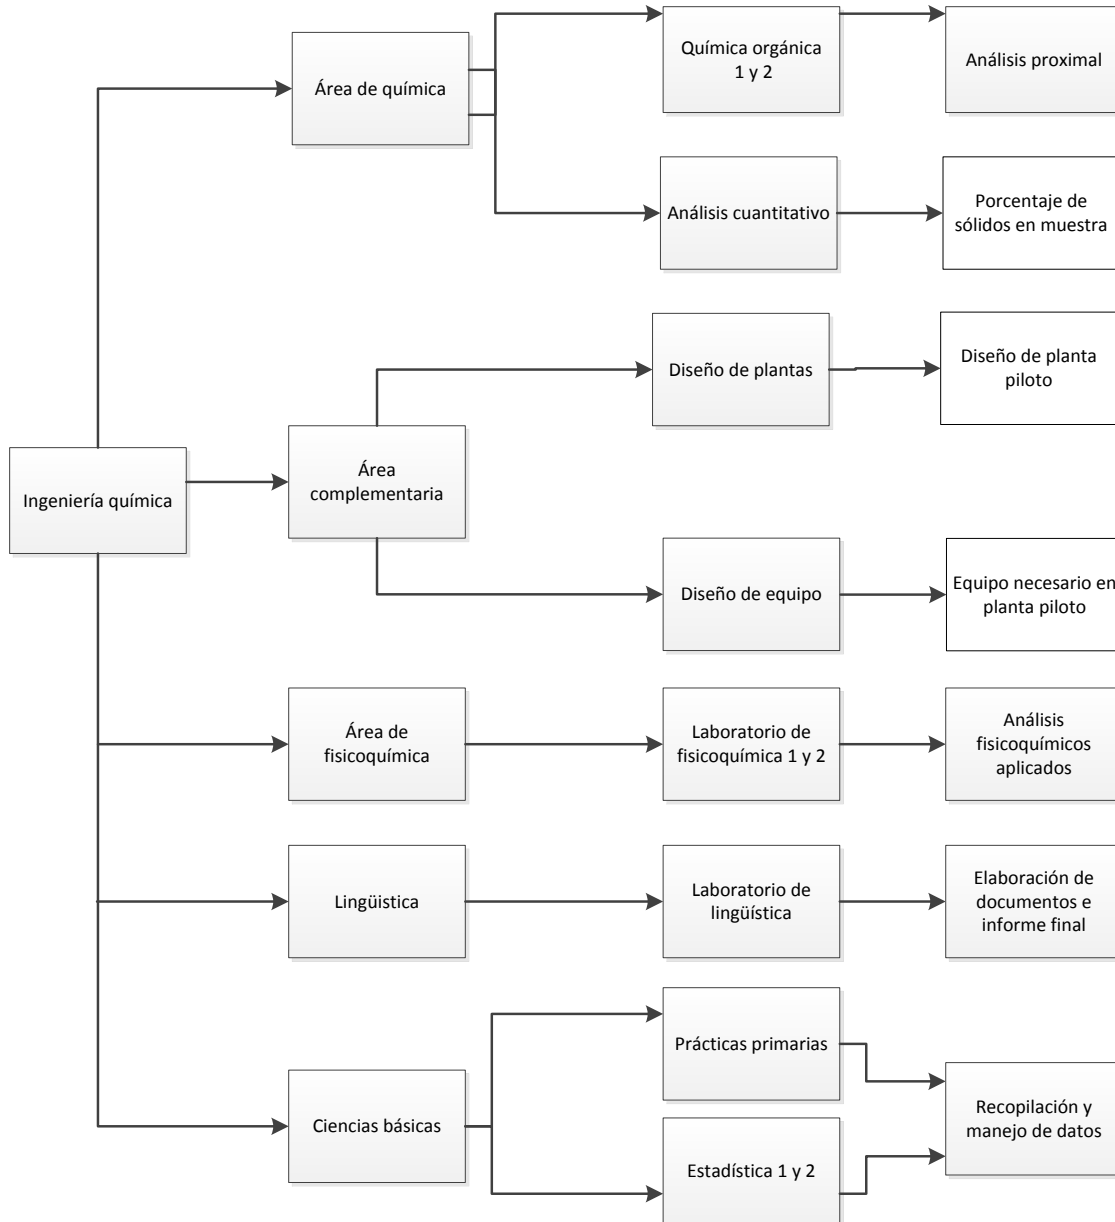 Química orgánica
1 y 2
Análisis proximal
Área de química
Análisis cuantitativo
Porcentaje de
sólidos en muestra
Diseño de plantas
Diseño de planta
piloto
Ingeniería química
Área
complementaria
Diseño de equipo
Equipo necesario en
planta piloto
Área de
fisicoquímica
Laboratorio de
fisicoquímica 1 y 2
Análisis
fisicoquímicos
aplicados
Lingüistica
Laboratorio de
lingüística
Elaboración de
documentos e
informe final
Prácticas primarias
Ciencias básicas
Recopilación y
manejo de datos
Estadística 1 y 2